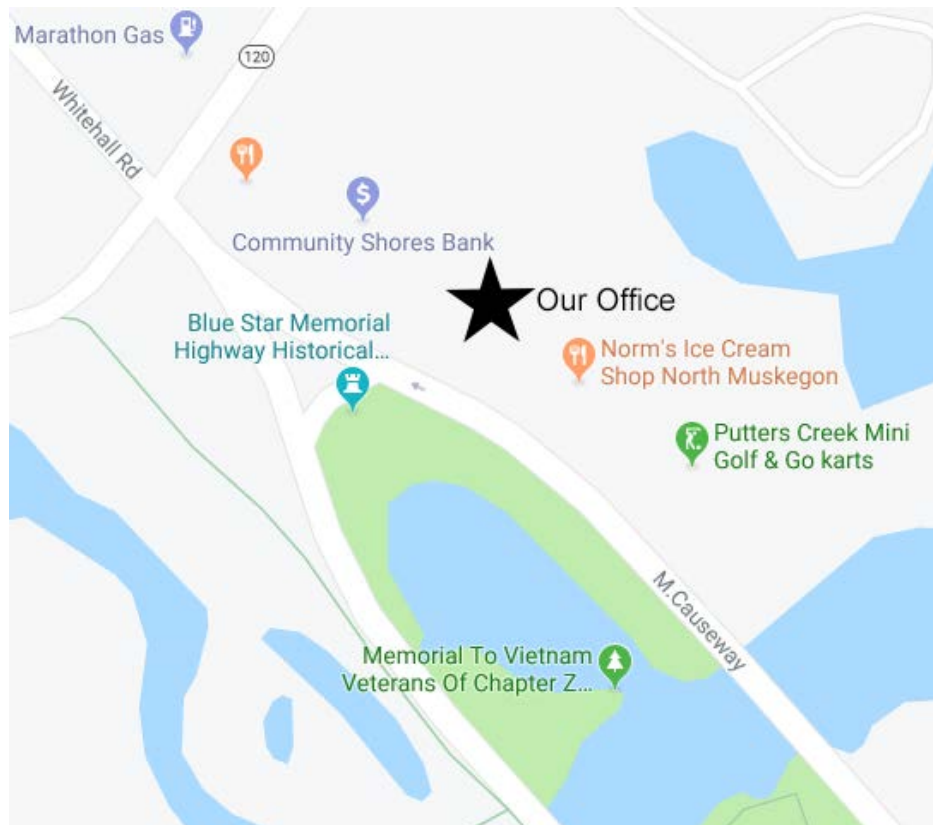 Marathon Gas
120
Whitehall Rd
$
Community Shores Bank
Our Office
Blue Star Memorial
Highway Historical...
Norm's Ice Cream
Shop North Muskegon
Putters Creek Mini
Golf & Go karts
M.Causeway
Memorial To Vietnam
Veterans Of Chapter Z...